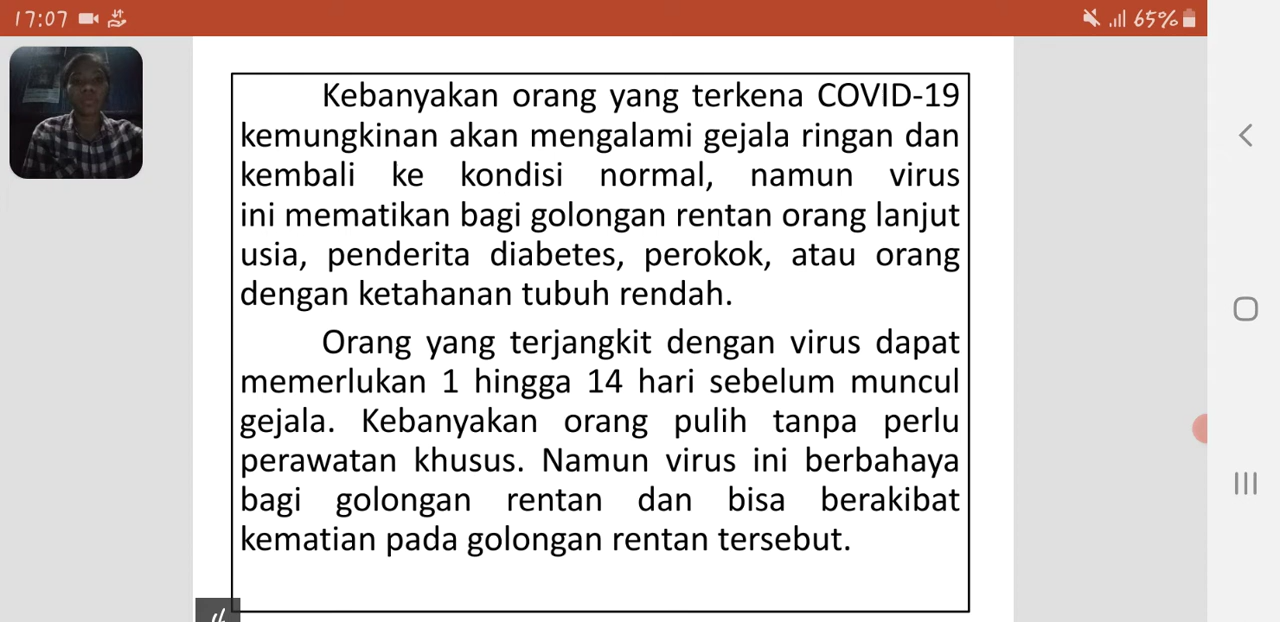 17:07
65%
Kebanyakan orang yang terkena COVID-19
kemungkinan akan mengalami gejala ringan dan
kembali ke kondisi normal, namun virus
ini mematikan bagi golongan rentan orang lanjut
usia, penderita diabetes, perokok, atau orang
dengan ketahanan tubuh rendah.
Orang yang terjangkit dengan virus dapat
memerlukan 1 hingga 14 hari sebelum muncul
gejala. Kebanyakan orang pulih tanpa perlu
perawatan khusus. Namun virus ini berbahaya
bagi golongan rentan dan bisa berakibat
kematian pada golongan rentan tersebut.